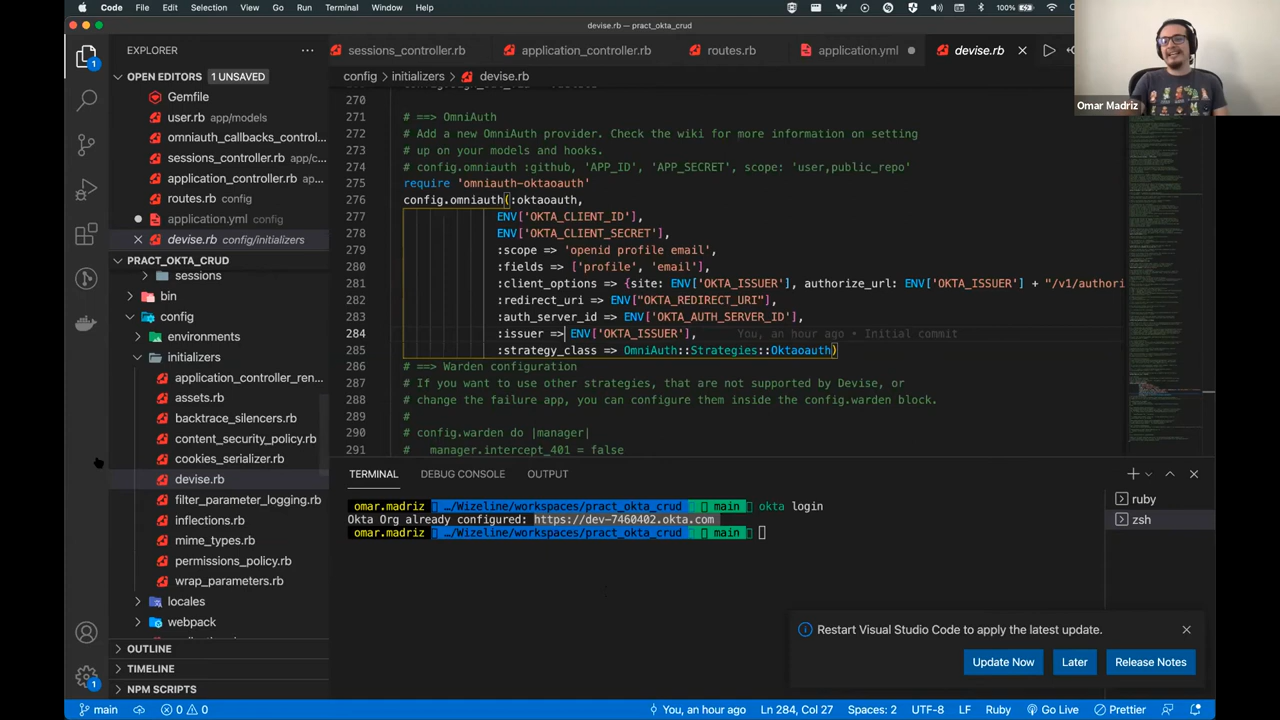 Code File Edit Selection View Go Run Terminal Window Help 100%
devise.rb — pract_okta_crud
EXPLORER
sessions_controller.rb application_controller.rb routes.rb application.yml devise.rb
OPEN EDITORS 1 UNSAVED
config > initializers > devise.rb
Gemfile
user.rb app/models
omniauth_callbacks_control...
sessions_controller.rb app/c...
application_controller.rb app...
routes.rb config
application.yml config
devise.rb config/initializers
PRACT_OKTA_CRUD
sessions
bin
config
environments
initializers
application_controller_ren...
assets.rb
backtrace_silencers.rb
content_security_policy.rb
cookies_serializer.rb
devise.rb
filter_parameter_logging.rb
inflections.rb
mime_types.rb
permissions_policy.rb
wrap_parameters.rb
locales
webpack
OUTLINE
TIMELINE
NPM SCRIPTS
270
271 # ==> OmniAuth
272 # Add a new OmniAuth provider. Check the wiki for more information on setting
273 # up on your models and hooks.
274 # config.omniauth :github, 'APP_ID', 'APP_SECRET', scope: 'user,public_repo'
275 require 'omniauth-oktaoauth'
276 config.omniauth(:oktaoauth,
277 ENV['OKTA_CLIENT_ID'],
278 ENV['OKTA_CLIENT_SECRET'],
279 :scope => 'openid profile email',
280 :fields => ['profile', 'email'],
281 :client_options => {site: ENV['OKTA_ISSUER'], authorize_url: ENV['OKTA_ISSUER'] + "/v1/authori
282 :redirect_uri => ENV["OKTA_REDIRECT_URI"],
283 :auth_server_id => ENV['OKTA_AUTH_SERVER_ID'],
284 :issuer => ENV['OKTA_ISSUER'], You, an hour ago • Initial commit
285 :strategy_class => OmniAuth::Strategies::Oktaoauth)
286 # ==> Warden configuration
287 # If you want to use other strategies, that are not supported by Devise, or
288 # change the failure app, you can configure them inside the config.warden block.
289 #
290 # config.warden do |manager|
291 # manager.intercept_401 = false
Omar Madriz
TERMINAL DEBUG CONSOLE OUTPUT
omar.madriz …/Wizeline/workspaces/pract_okta_crud main okta login
Okta Org already configured: https://dev-7460402.okta.com
omar.madriz …/Wizeline/workspaces/pract_okta_crud main
ruby
zsh
Restart Visual Studio Code to apply the latest update.
Update Now Later Release Notes
1
1
main 0 0 You, an hour ago Ln 284, Col 27 Spaces: 2 UTF-8 LF Ruby Go Live Prettier